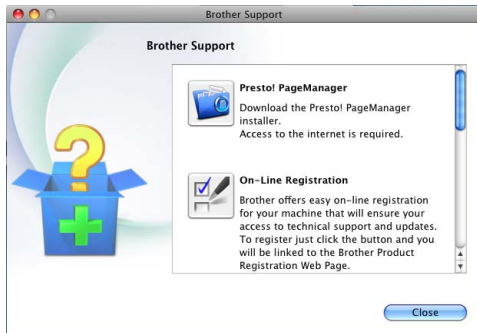 Brother Support
Brother Support
Presto! PageManager
Download the Presto! PageManager
installer.
Access to the internet is required.
On-Line Registration
Brother offers easy on-line registration
for your machine that will ensure your
access to technical support and updates.
To register just click the button and you
will be linked to the Brother Product
Registration Web Page.
Close